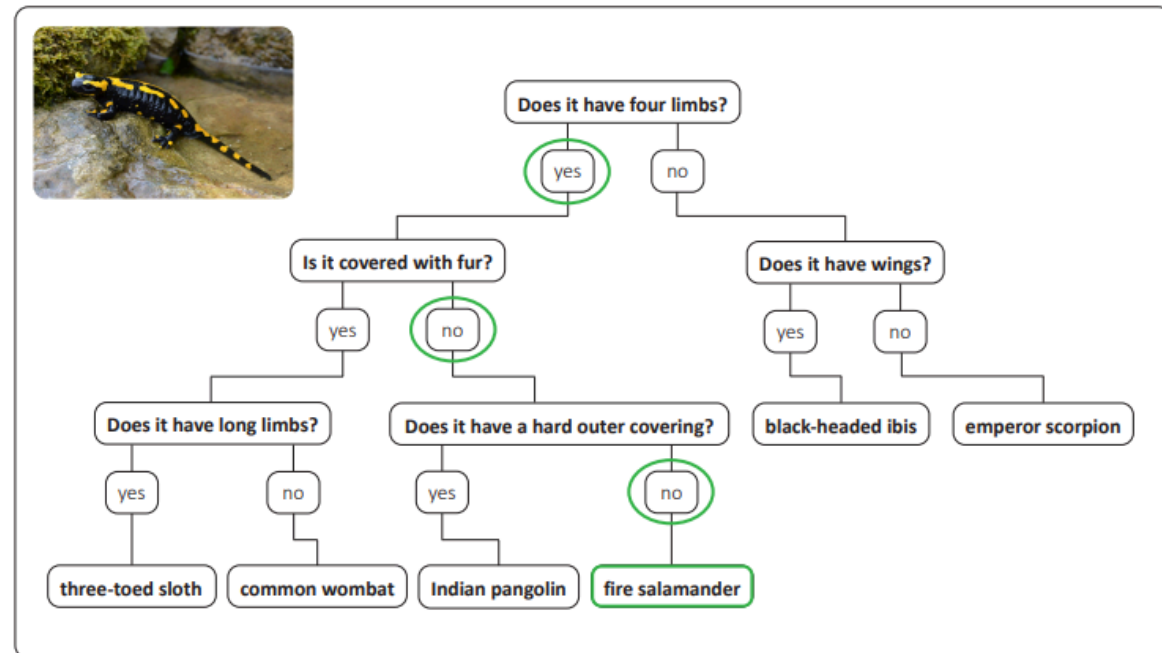 Does it have four limbs?
yes
no
Is it covered with fur?
Does it have wings?
yes
no
yes
no
Does it have long limbs?
Does it have a hard outer covering?
black-headed ibis
emperor scorpion
yes
no
yes
no
three-toed sloth
common wombat
Indian pangolin
fire salamander